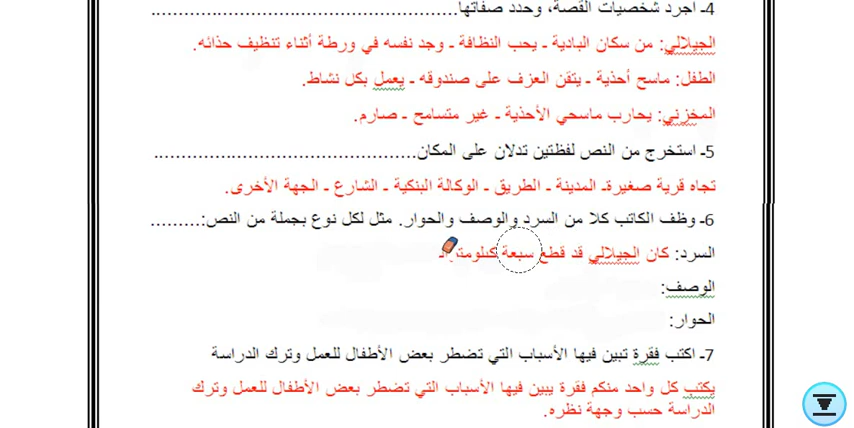 4- اجرد شخصيات القصة، وحدد صفاتها................................................
الجيلالي: من سكان البادية - يحب النظافة - وجد نفسه في ورطة أثناء تنظيف حذائه.
الطفل: ماسح أحذية - يتقن العزف على صندوقه - يعمل بكل نشاط.
المخزني: يحارب ماسحي الأحذية - غير متسامح - صارم.
5- استخرج من النص لفظتين تدلان على المكان.........................................
تجاه قرية صغيرة- المدينة - الطريق - الوكالة البنكية - الشارع - الجهة الأخرى.
6- وظف الكاتب كلا من السرد والوصف والحوار. مثل لكل نوع بجملة من النص:.........
السرد: كان الجيلالي قد قطع سبعة
الوصف:
الحوار:
7- اكتب فقرة تبين فيها الأسباب التي تضطر بعض الأطفال للعمل وترك الدراسة
يكتب كل واحد منكم فقرة يبين فيها الأسباب التي تضطر بعض الأطفال للعمل وترك
الدراسة حسب وجهة نظره.